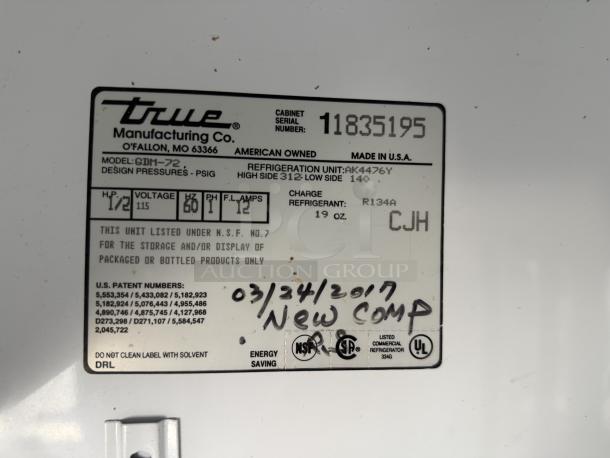 true®
Manufacturing Co.
O'FALLON, MO 63366
AMERICAN OWNED
CABINET SERIAL NUMBER: 11835195
MADE IN U.S.A.
MODEL: GDM-72
DESIGN PRESSURES - PSIG
REFRIGERATION UNIT: AK4476Y
HIGH SIDE 312 LOW SIDE 140
H.P. 1/2
VOLTAGE 115
HZ 60
PH 1
F.L. AMPS 12
CHARGE
REFRIGERANT: R134A
19 OZ.
CJH
THIS UNIT LISTED UNDER N.S.F. NO.7
FOR THE STORAGE AND/OR DISPLAY OF
PACKAGED OR BOTTLED PRODUCTS ONLY
pci
AUCTION GROUP
U.S. PATENT NUMBERS:
5,553,354 / 5,433,082 / 5,182,923
5,182,924 / 5,076,443 / 4,955,486
4,890,746 / 4,875,745 / 4,127,968
D273,298 / D271,107 / 5,584,547
2,045,722
03/24/2017
New Comp
DO NOT CLEAN LABEL WITH SOLVENT
DRL
ENERGY
SAVING
NSF
SA
LISTED
COMMERCIAL
REFRIGERATOR
334G
UL